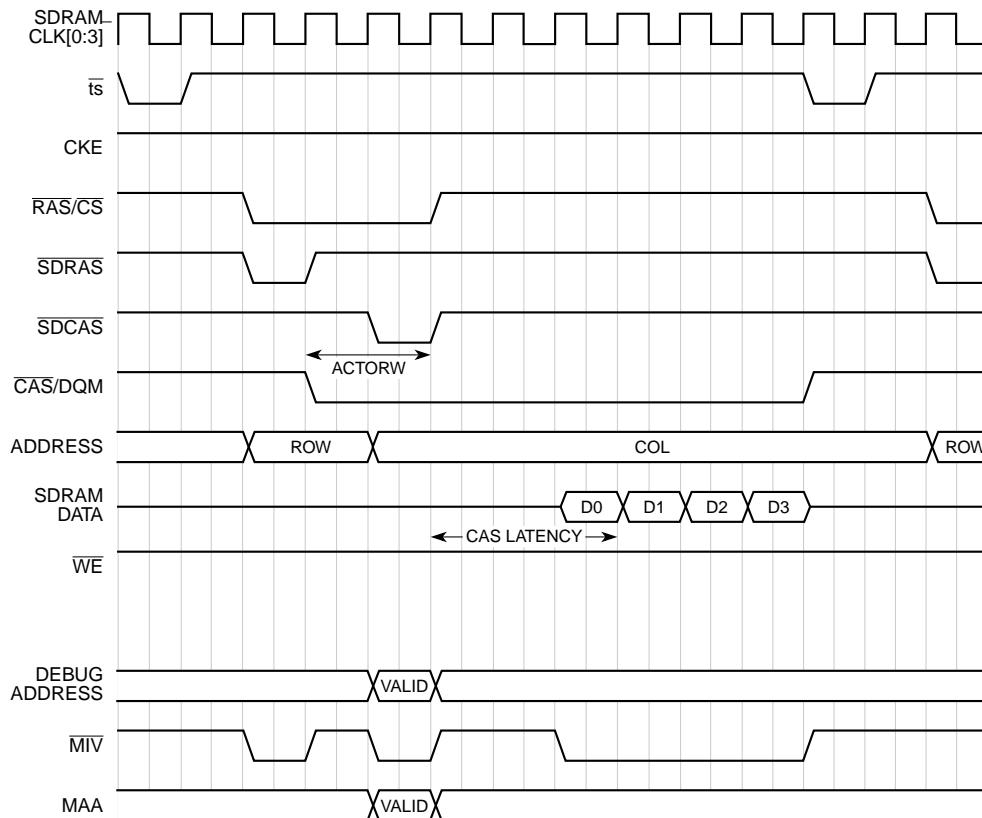 SDRAM
CLK[0:3]
ts
CKE
RAS/CS
SDRAS
SDCAS
ACTORW
CAS/DQM
ADDRESS ROW COL ROW
SDRAM
DATA
D0 D1 D2 D3
CAS LATENCY
WE
DEBUG
ADDRESS
VALID
MIV
MAA VALID